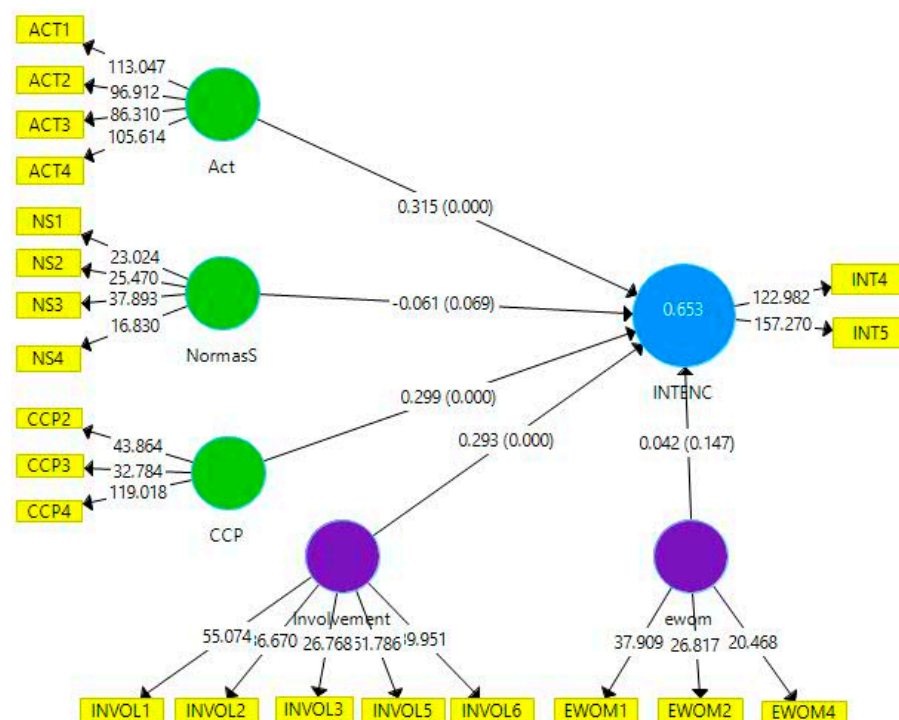 ACT1
113.047
ACT2
96.912
ACT3
86.310
ACT4
105.614
Act
0.315 (0.000)
NS1
23.024
NS2
25.470
NS3
37.893
NS4
16.830
NormasS
-0.061 (0.069)
0.653
INTENC
122.982
INT4
157.270
INT5
CCP2
43.864
CCP3
32.784
CCP4
119.018
CCP
0.299 (0.000)
0.293 (0.000)
0.042 (0.147)
Involvement
ewom
55.074
26.768
37.909
26.817
20.468
INVOL1
INVOL2
INVOL3
INVOL5
INVOL6
EWOM1
EWOM2
EWOM4